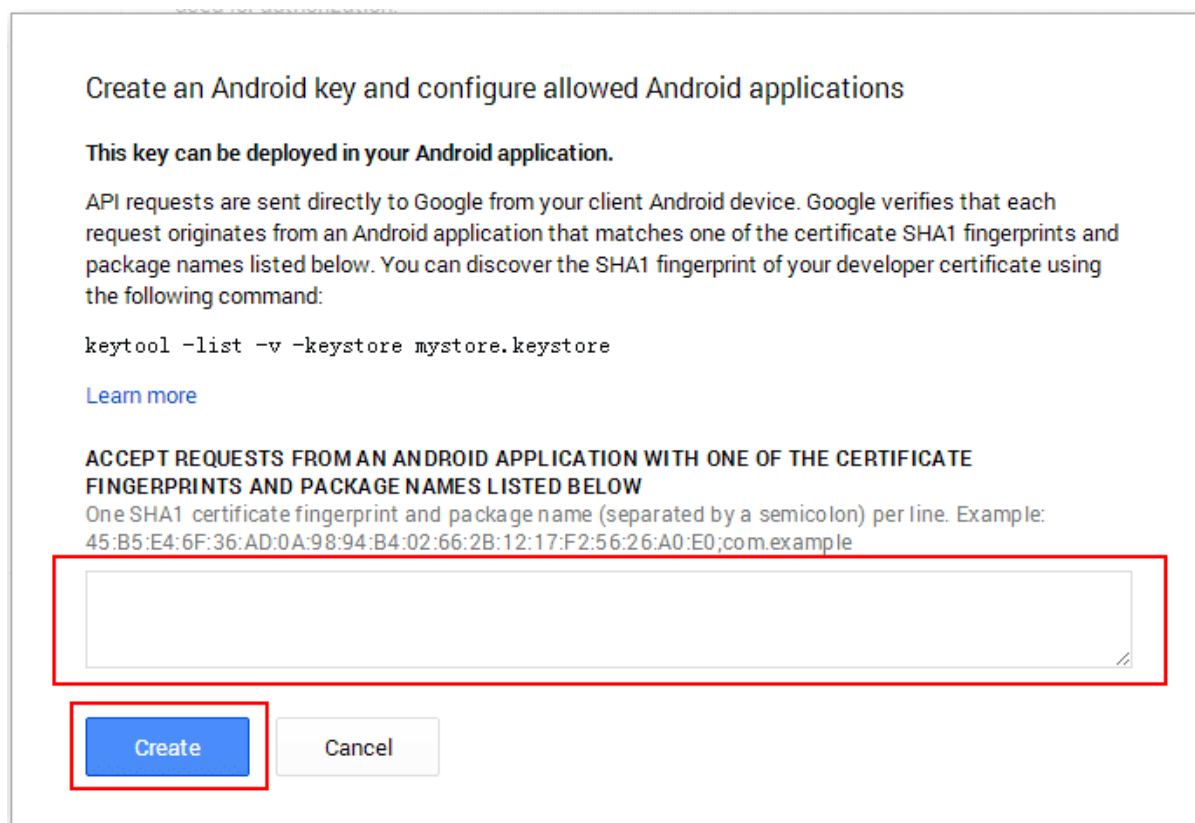 used for authorization.
Create an Android key and configure allowed Android applications
This key can be deployed in your Android application.
API requests are sent directly to Google from your client Android device. Google verifies that each
request originates from an Android application that matches one of the certificate SHA1 fingerprints and
package names listed below. You can discover the SHA1 fingerprint of your developer certificate using
the following command:
keytool -list -v -keystore mystore.keystore
Learn more
ACCEPT REQUESTS FROM AN ANDROID APPLICATION WITH ONE OF THE CERTIFICATE
FINGERPRINTS AND PACKAGE NAMES LISTED BELOW
One SHA1 certificate fingerprint and package name (separated by a semicolon) per line. Example:
45:B5:E4:6F:36:AD:0A:98:94:B4:02:66:2B:12:17:F2:56:26:A0:E0;com.example
Create
Cancel